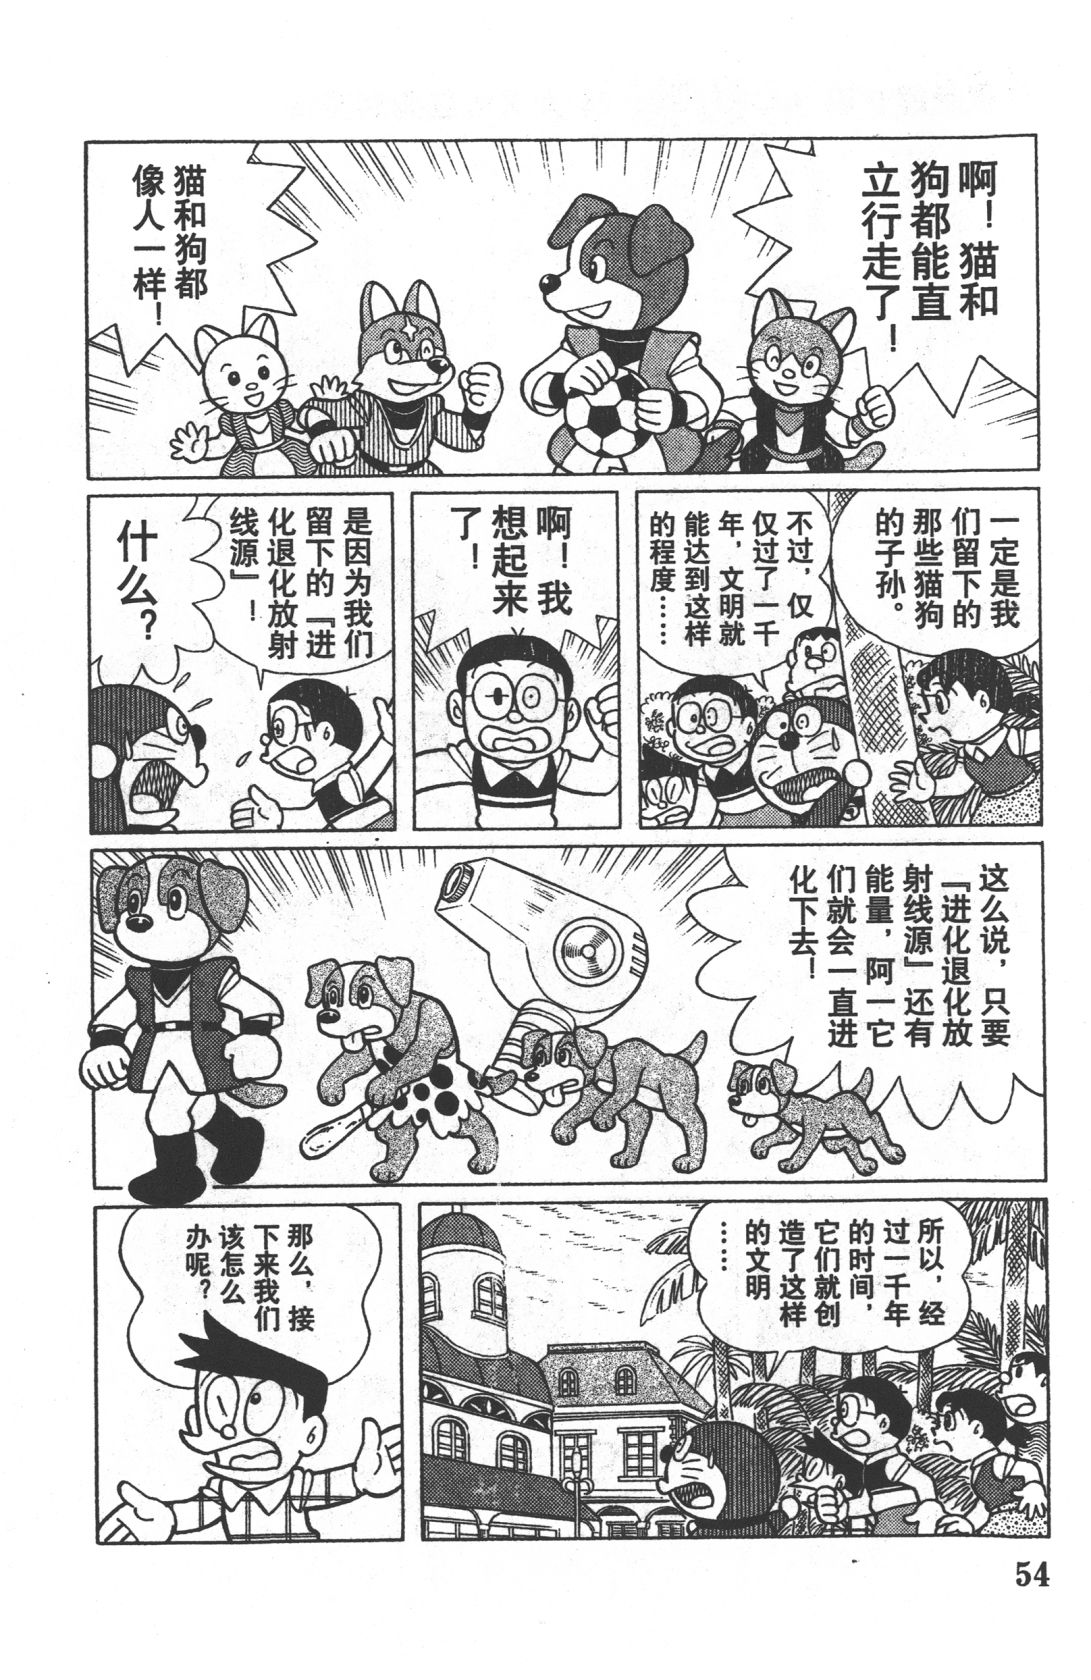 啊！猫和
狗都能直
立行走了！
猫和狗都
像人一样！
一定是我
们留下的
那些猫狗
的子孙。
不过，仅
仅过了一千
年，文明就
能达到这样
的程度……
啊！我
想起来
了！
是因为我们
留下的『进
化退化放射
线源』！
什么？
这么说，只要
『进化退化放
射线源』还有
能量，阿一它
们就会一直进
化下去！
所以，经
过一千年
的时间，
它们就创
造了这样
的文明
……
那么，接
下来我们
该怎么
办呢？
54